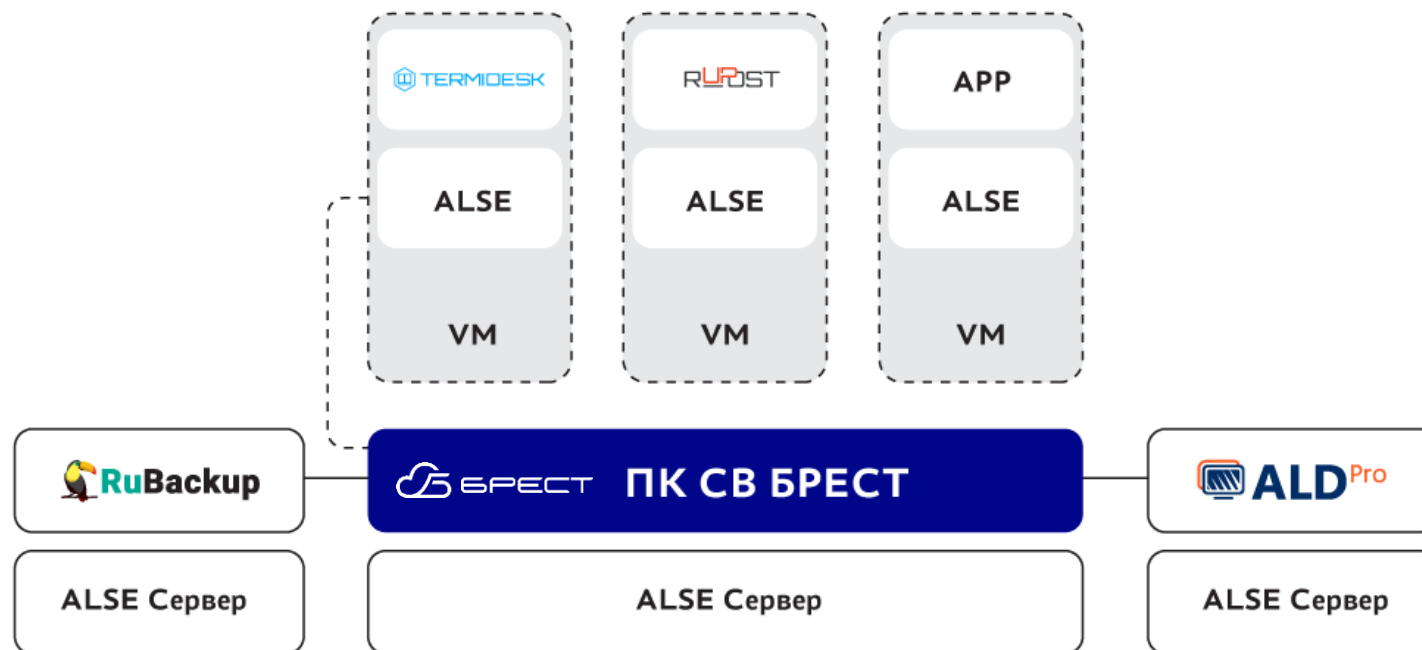 TERMIDESK
RUPOST
APP
ALSE
ALSE
ALSE
VM
VM
VM
RuBackup
БРЕСТ
ПК СВ БРЕСТ
ALD Pro
ALSE Сервер
ALSE Сервер
ALSE Сервер